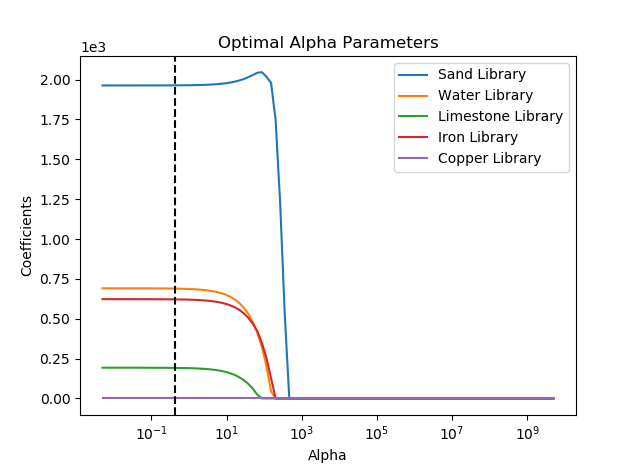 Optimal Alpha Parameters
1e3
2.00
1.75
1.50
1.25
1.00
0.75
0.50
0.25
0.00
Coefficients
Sand Library
Water Library
Limestone Library
Iron Library
Copper Library
10⁻¹ 10¹ 10³ 10⁵ 10⁷ 10⁹
Alpha